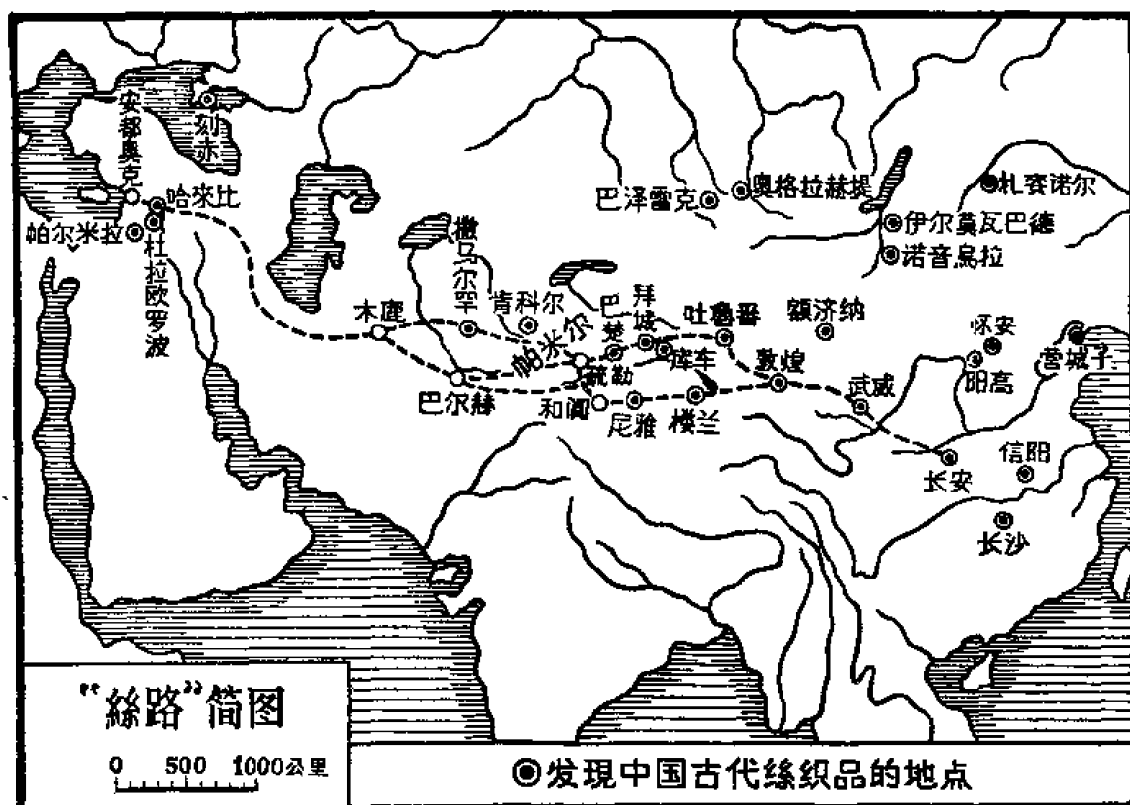 安都奥克
刻赤
哈来比
帕尔米拉
杜拉欧罗波
木鹿
撒马尔罕
肯科尔
帕米尔
巴尔赫
疏勒
和阗
巴楚
拜城
库车
尼雅
楼兰
吐鲁番
敦煌
额济纳
武威
长安
巴泽雷克
奥格拉赫提
伊尔莫瓦巴德
诺音乌拉
札赉诺尔
怀安
阳高
营城子
信阳
长沙
“絲路”简图
0 500 1000公里
发现中国古代絲织品的地点